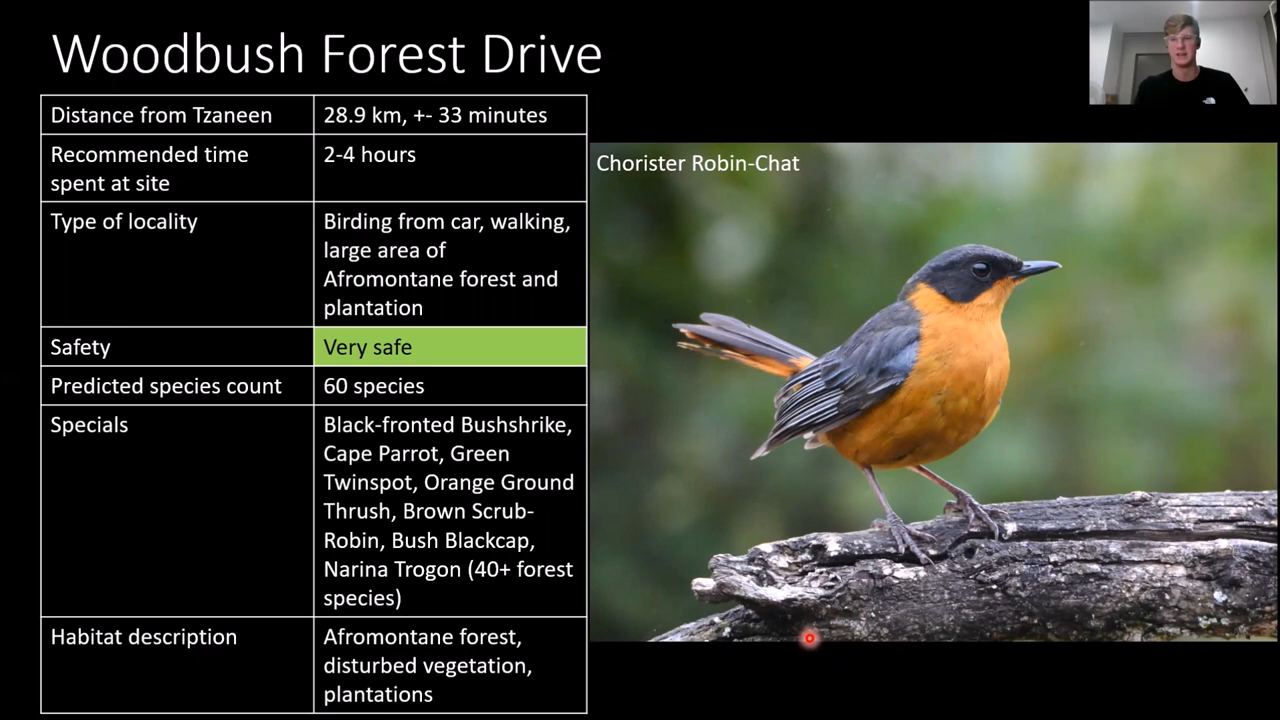 Woodbush Forest Drive
Distance from Tzaneen
28.9 km, +- 33 minutes
Recommended time
spent at site
2-4 hours
Type of locality
Birding from car, walking,
large area of
Afromontane forest and
plantation
Safety
Very safe
Predicted species count
60 species
Specials
Black-fronted Bushshrike,
Cape Parrot, Green
Twinspot, Orange Ground
Thrush, Brown Scrub-
Robin, Bush Blackcap,
Narina Trogon (40+ forest
species)
Habitat description
Afromontane forest,
disturbed vegetation,
plantations
Chorister Robin-Chat